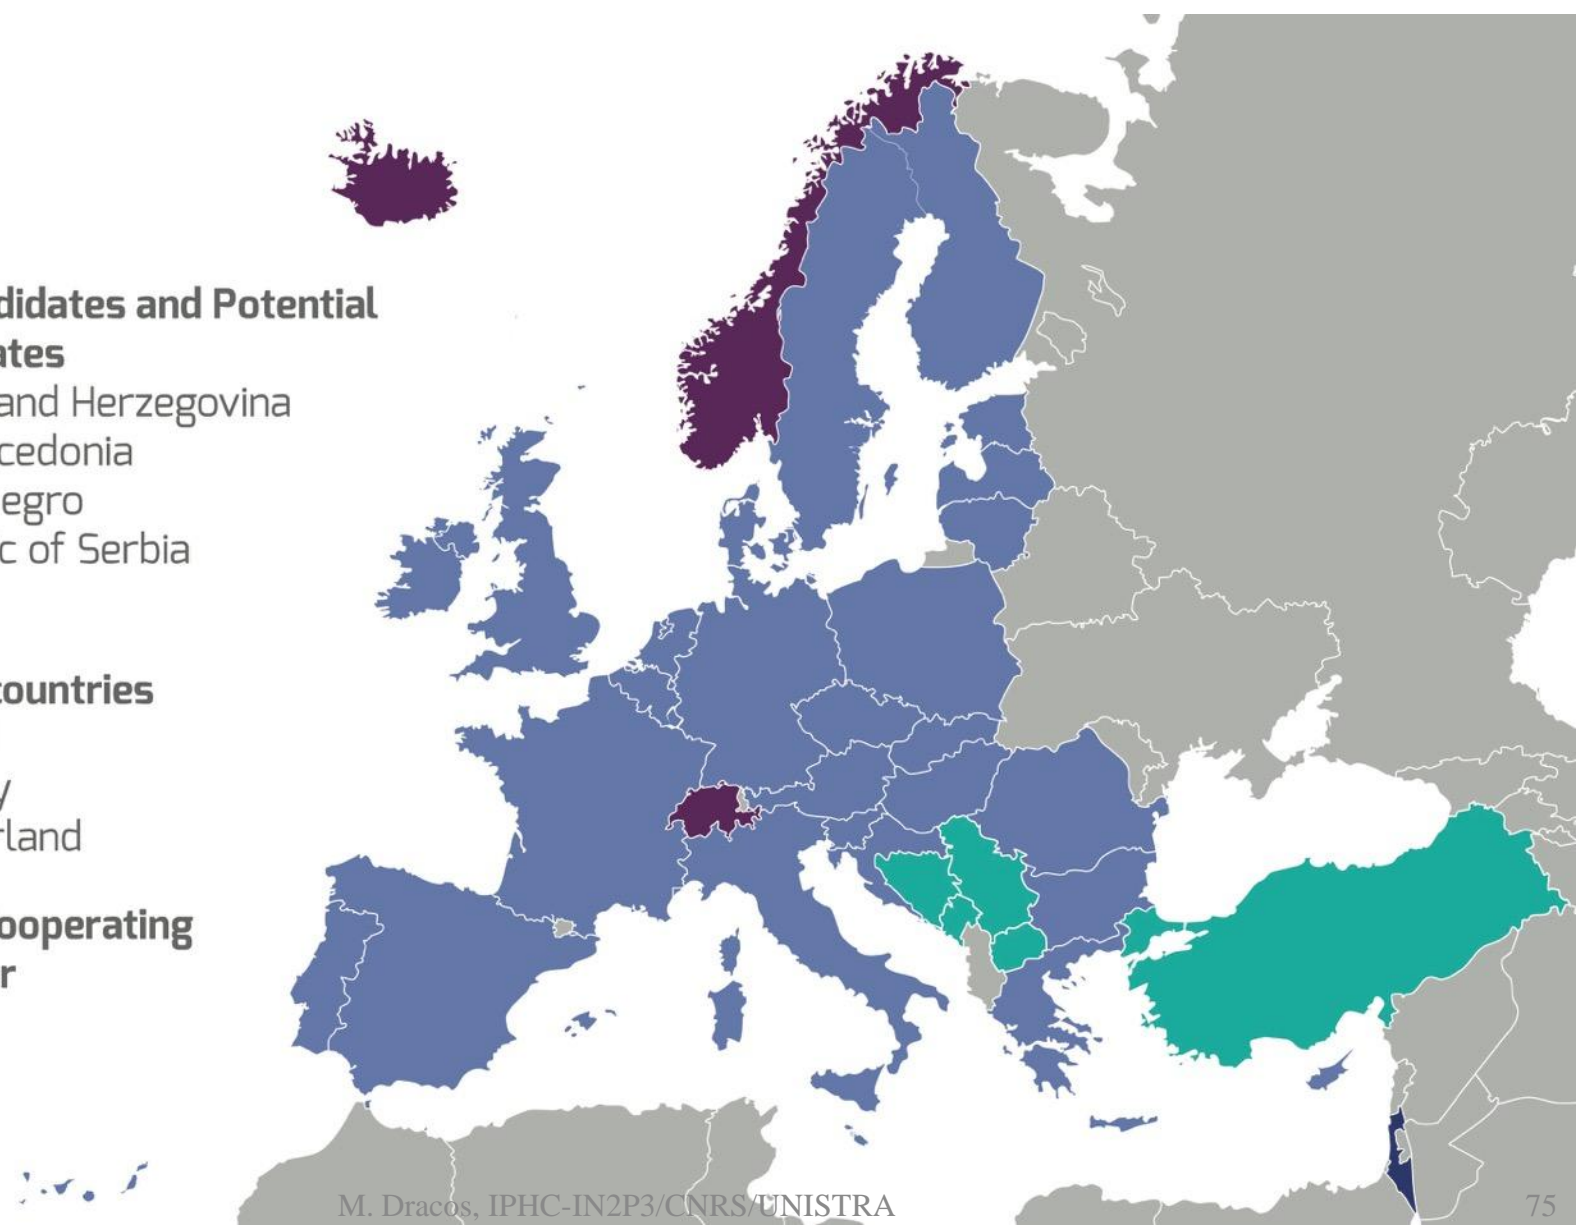 didates and Potential
ates
and Herzegovina
cedonia
egro
c of Serbia
countries
y
rland
ooperating
r
M. Dracos, IPHC-IN2P3/CNRS/UNISTRA
75